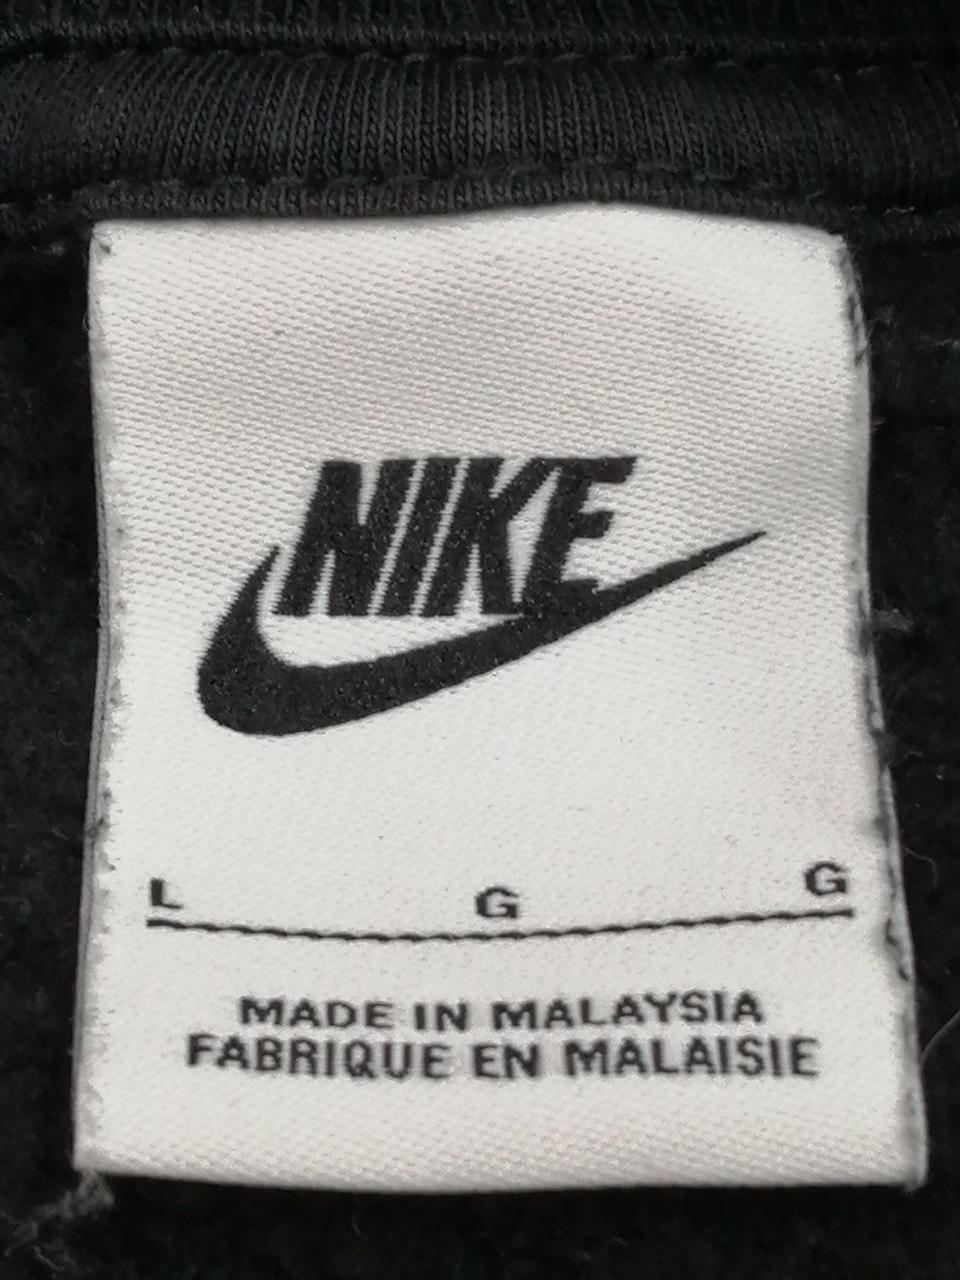 NIKE
L G G
MADE IN MALAYSIA
FABRIQUE EN MALAISIE